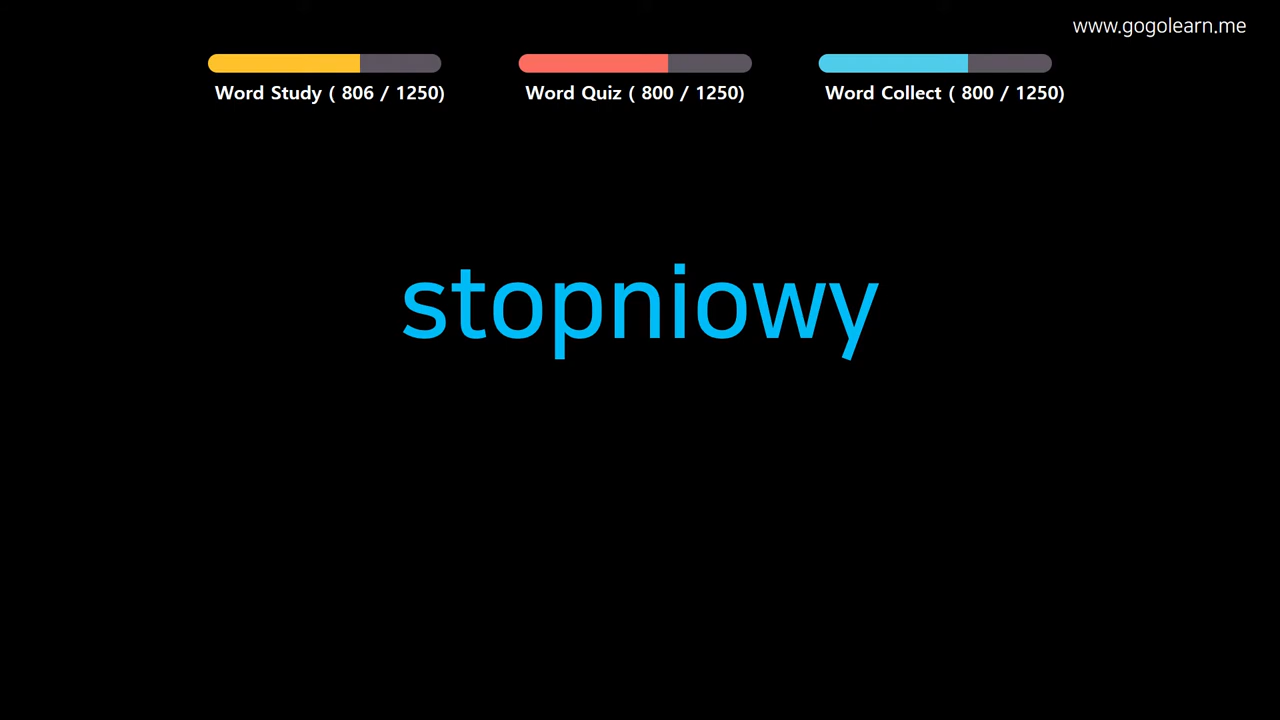 www.gogolearn.me
Word Study ( 806 / 1250)
Word Quiz ( 800 / 1250)
Word Collect ( 800 / 1250)
stopniowy